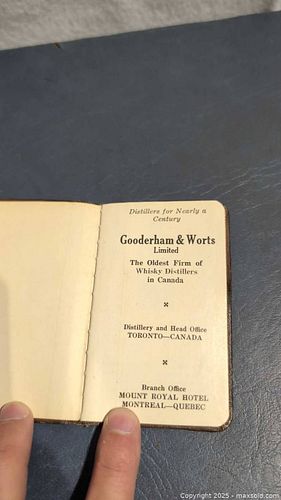 Distillers for Nearly a
Century
Gooderham & Worts
Limited
The Oldest Firm of
Whisky Distillers
in Canada
Distillery and Head Office
TORONTO—CANADA
Branch Office
MOUNT ROYAL HOTEL
MONTREAL—QUEBEC
Copyright 2025 - maxsold.com